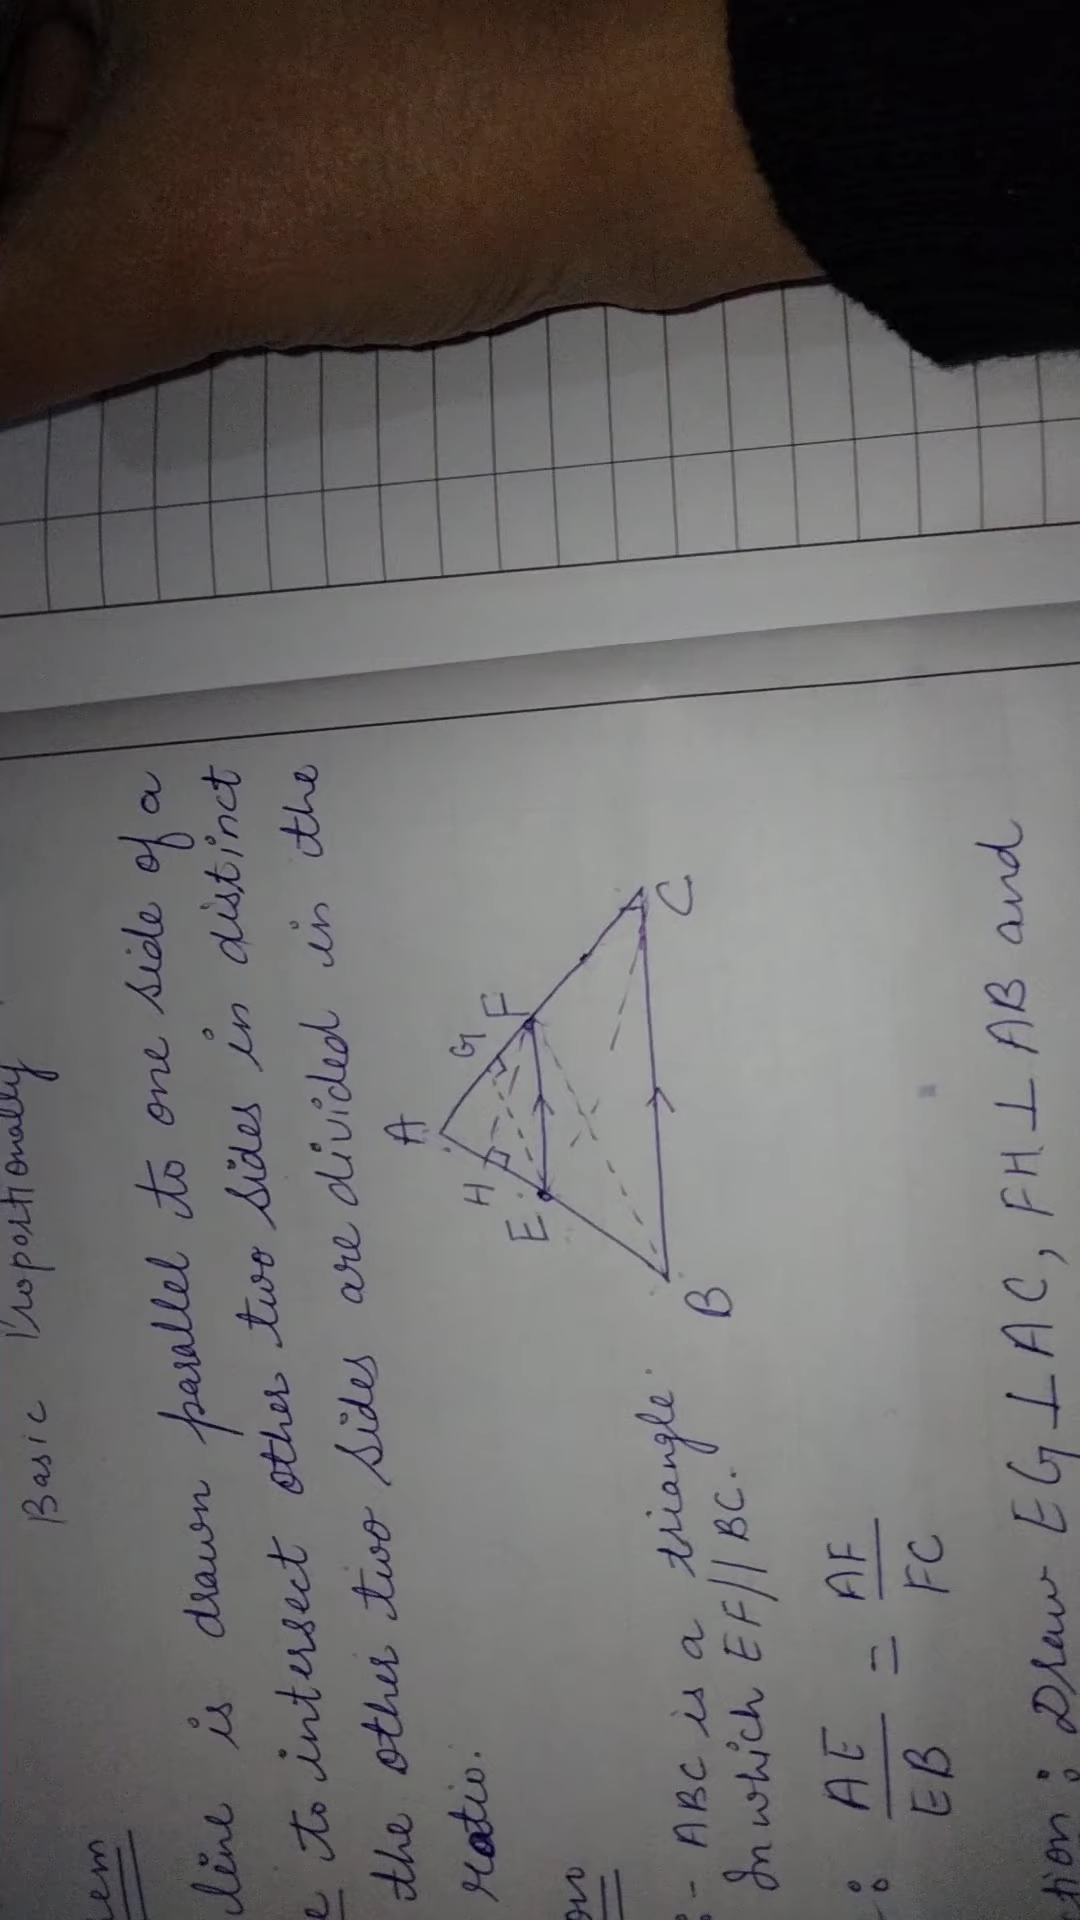 Basic Proportionally
em
line is drawn parallel to one side of a
to intersect other two sides in distinct
the other two sides are divided in the
ratio.
A
H
G
E
F
B
C
- ABC is a triangle
In which EF // BC.
: AE/EB = AF/FC
tion : Draw EG ⊥ AC, FH ⊥ AB and